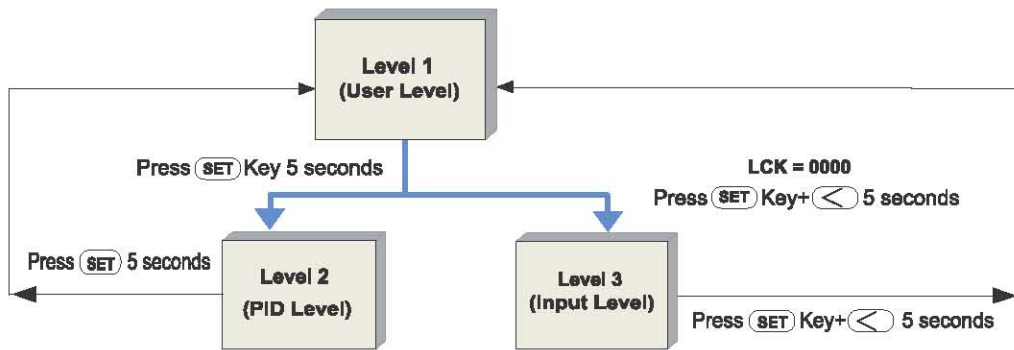 Level 1
(User Level)
Press SET Key 5 seconds
LCK = 0000
Press SET Key+< 5 seconds
Press SET 5 seconds
Level 2
(PID Level)
Level 3
(Input Level)
Press SET Key+< 5 seconds